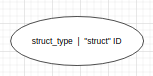 struct_type | "struct" ID